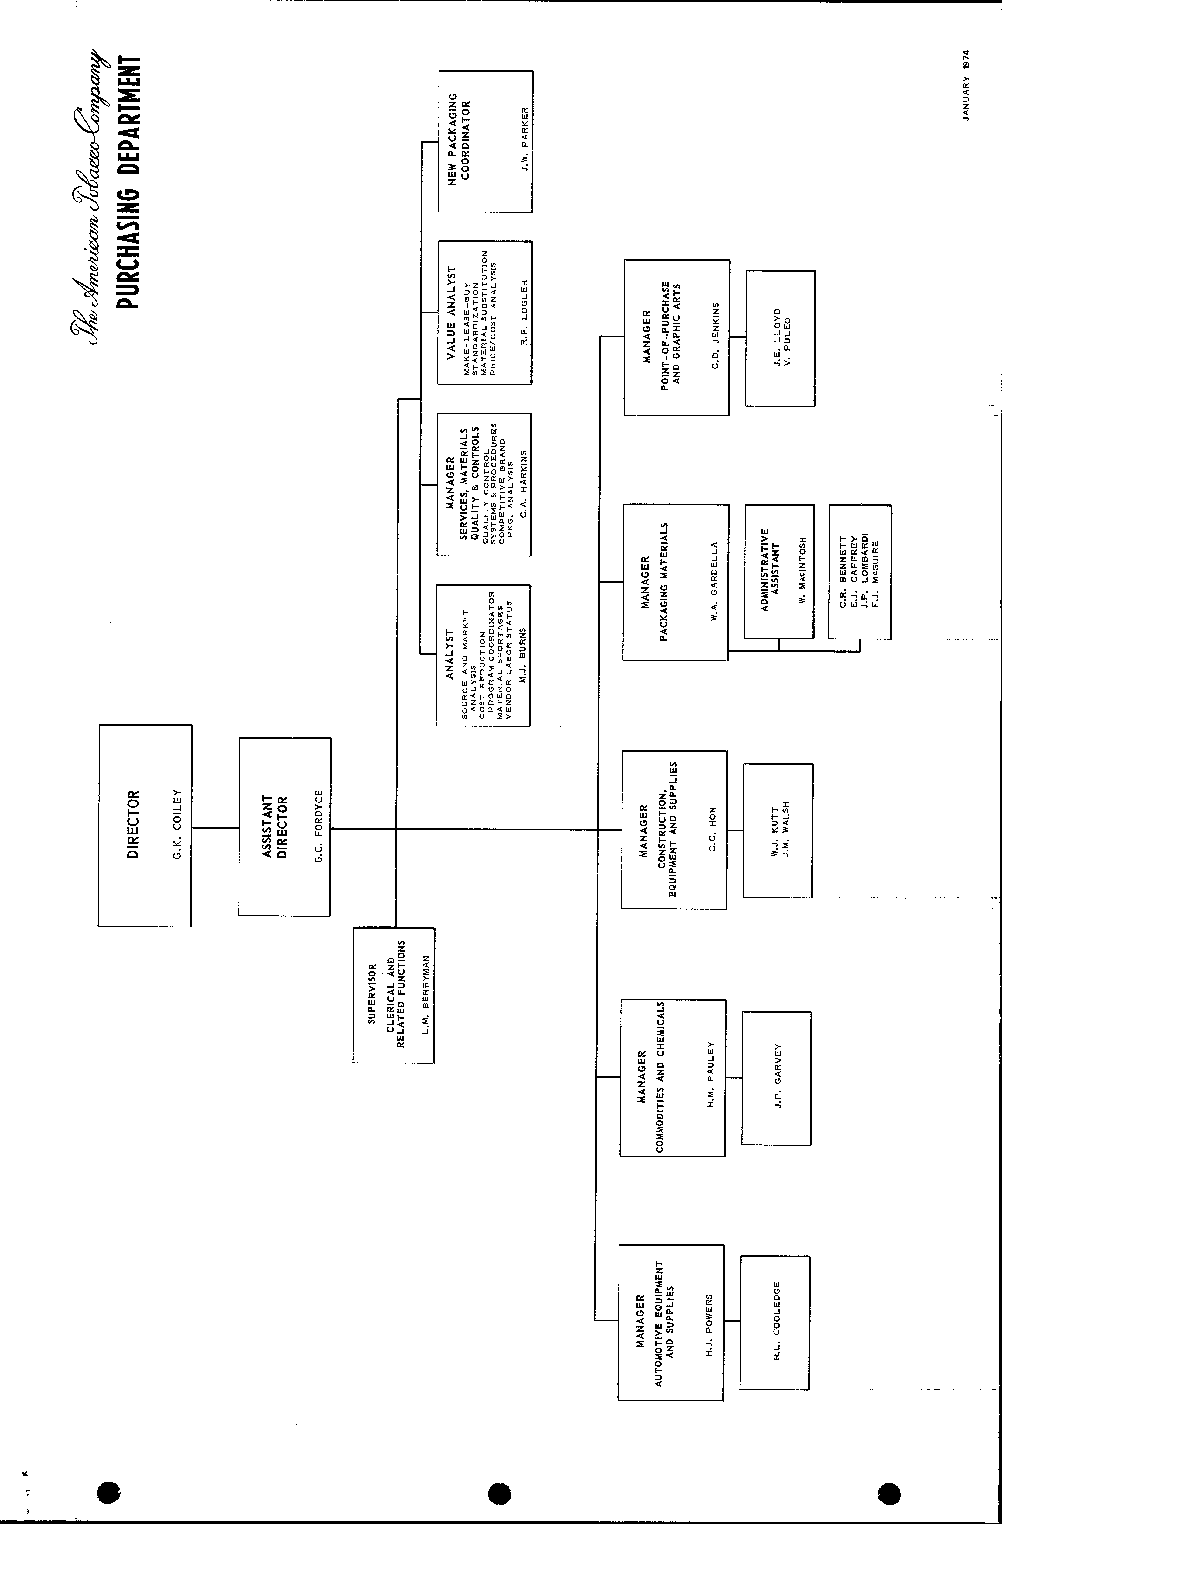 The American Tobacco Company
PURCHASING DEPARTMENT
DIRECTOR
G.K. COILEY
ASSISTANT
DIRECTOR
G.C. FORDYCE
SUPERVISOR
CLERICAL AND
RELATED FUNCTIONS
L.M. BERRYMAN
ANALYST
SOURCE AND MARKET
ANALYSIS
COST REDUCTION
PROGRAM COORDINATOR
MATERIAL SHORTAGES
VENDOR LABOR STATUS
M.J. BURNS
MANAGER
SERVICES, MATERIALS
QUALITY & CONTROLS
QUALITY CONTROL
SYSTEMS & PROCEDURES
COMPETITIVE BRAND
PKG. ANALYSIS
C.A. HARKINS
VALUE ANALYST
MAKE-LEASE-BUY
STANDARDIZATION
MATERIAL SUBSTITUTION
PRICE/COST ANALYSIS
R.F. LUGLER
NEW PACKAGING
COORDINATOR
J.W. PARKER
MANAGER
AUTOMOTIVE EQUIPMENT
AND SUPPLIES
H.J. POWERS
R.L. COOLEDGE
MANAGER
COMMODITIES AND CHEMICALS
H.M. PAULEY
J.P. GARVEY
MANAGER
CONSTRUCTION,
EQUIPMENT AND SUPPLIES
C.C. HON
W.J. KUTT
J.M. WALSH
MANAGER
PACKAGING MATERIALS
W.A. GARDELLA
ADMINISTRATIVE
ASSISTANT
W. MacINTOSH
C.R. BENNETT
E.J. CAFFREY
J.P. LOMBARDI
F.J. McGUIRE
MANAGER
POINT-OF-PURCHASE
AND GRAPHIC ARTS
C.D. JENKINS
J.E. LLOYD
V. PULEO
JANUARY 1974